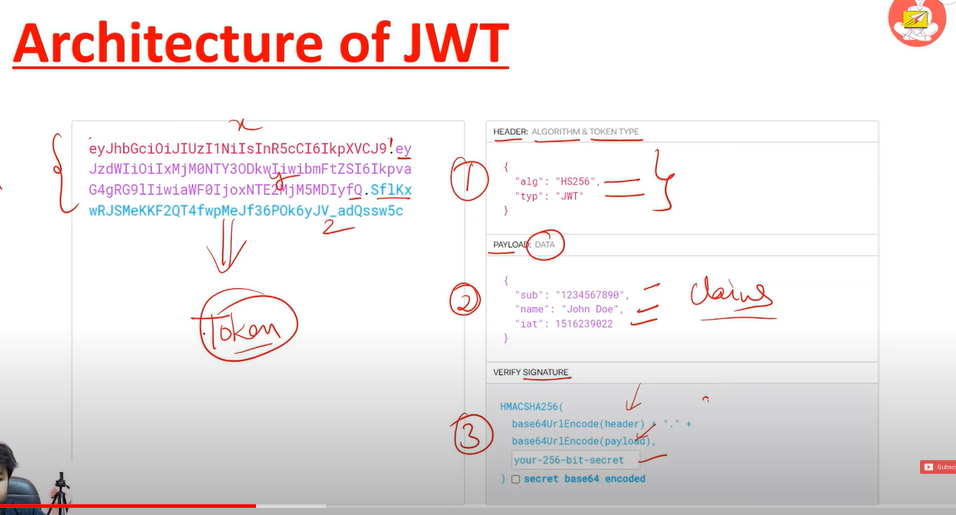 Architecture of JWT
x
eyJhbGciOiJIUzI1NiIsInR5cCI6IkpXVCJ9.ey
JzdWIiOiIxMjM0NTY3ODkwIiwibmFtZSI6Ikpva
G4gRG9lIiwiaWF0IjoxNTE2MjM5MDIyfQ.SflKx
wRJSMeKKF2QT4fwpMeJf36POk6yJV_adQssw5c
y
z
Token
HEADER: ALGORITHM & TOKEN TYPE
1
{
"alg": "HS256",
"typ": "JWT"
}
PAYLOAD: DATA
2
{
"sub": "1234567890",
"name": "John Doe",
"iat": 1516239022
}
claims
VERIFY SIGNATURE
3
HMACSHA256(
base64UrlEncode(header) + "." +
base64UrlEncode(payload),
your-256-bit-secret
) secret base64 encoded